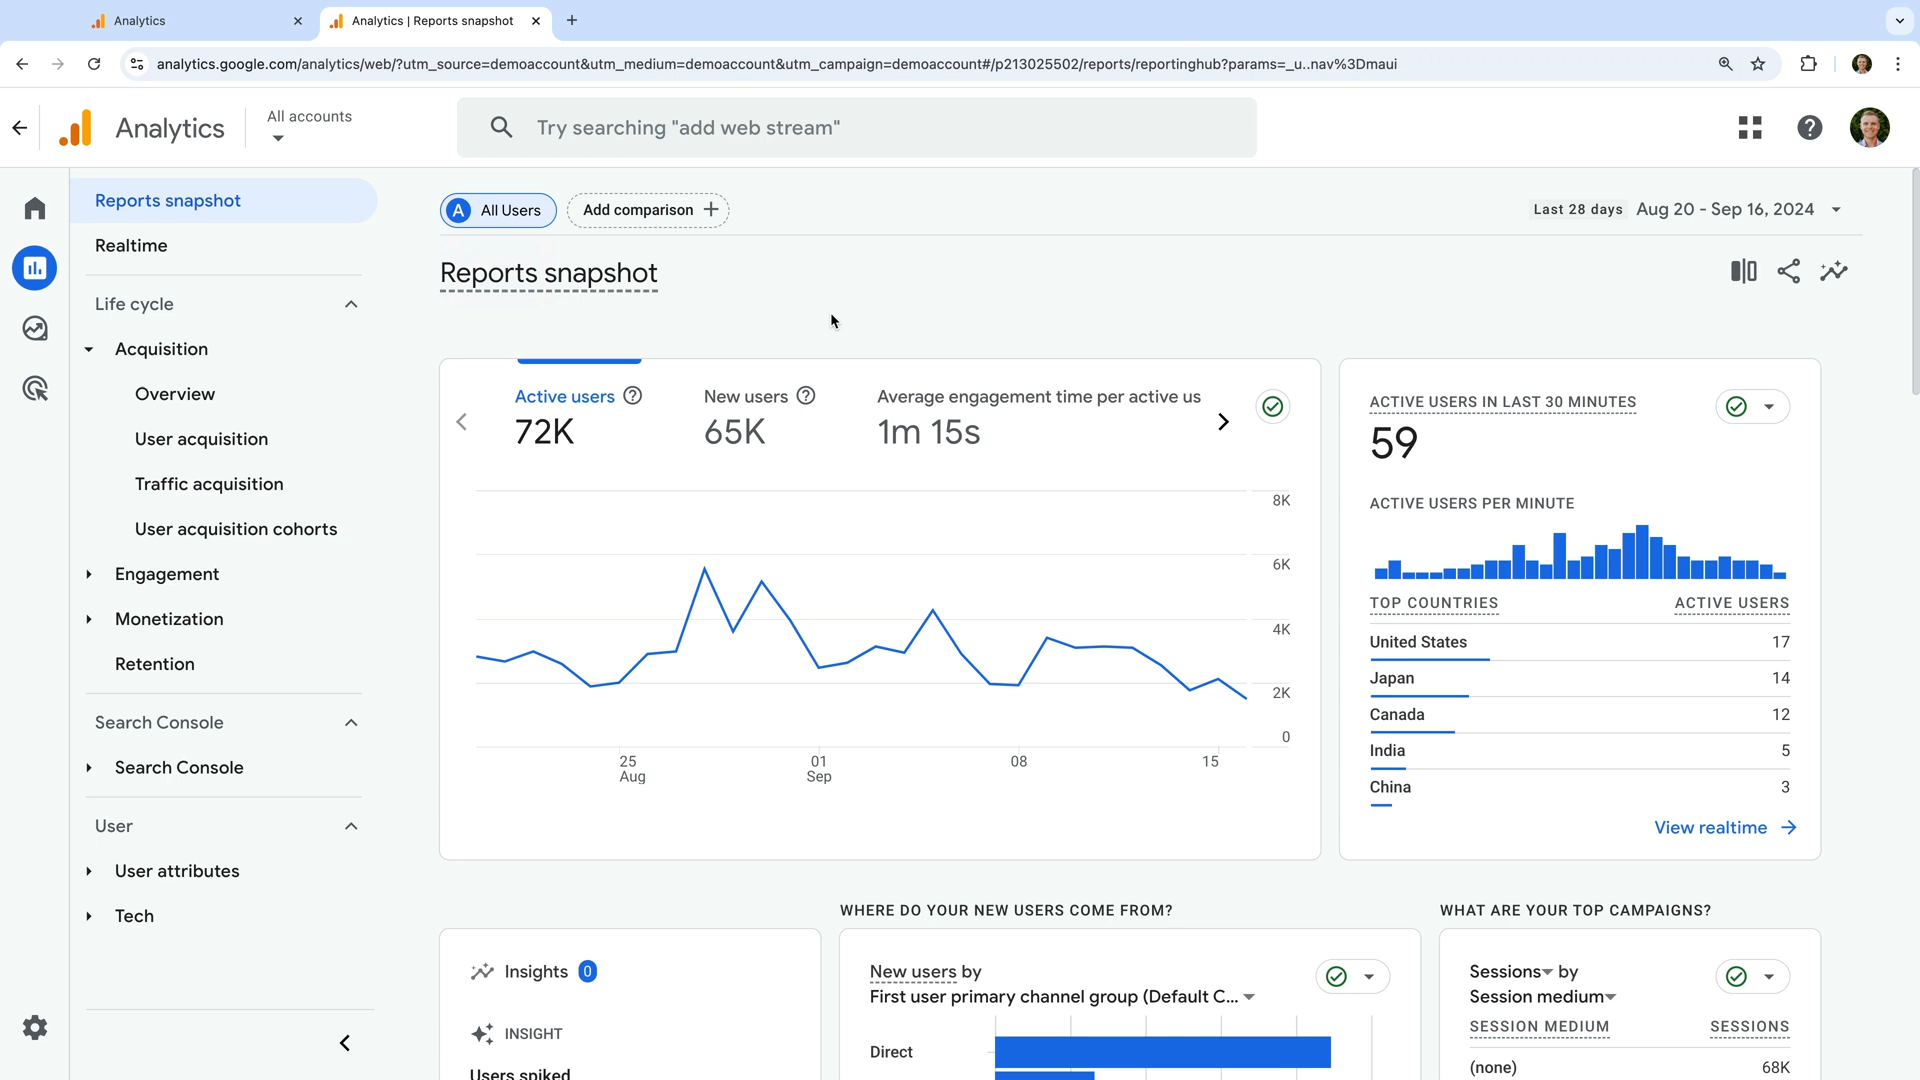 Analytics
Analytics | Reports snapshot
analytics.google.com/analytics/web/?utm_source=demoaccount&utm_medium=demoaccount&utm_campaign=demoaccount#/p213025502/reports/reportinghub?params=_u..nav%3Dmaui
Analytics
All accounts
Try searching "add web stream"
Reports snapshot
Realtime
Life cycle
Acquisition
Overview
User acquisition
Traffic acquisition
User acquisition cohorts
Engagement
Monetization
Retention
Search Console
Search Console
User
User attributes
Tech
A All Users
Add comparison +
Last 28 days Aug 20 - Sep 16, 2024
Reports snapshot
Active users
72K
New users
65K
Average engagement time per active us
1m 15s
8K
6K
4K
2K
0
25
Aug
01
Sep
08
15
ACTIVE USERS IN LAST 30 MINUTES
59
ACTIVE USERS PER MINUTE
TOP COUNTRIES ACTIVE USERS
United States 17
Japan 14
Canada 12
India 5
China 3
View realtime
Insights 0
INSIGHT
Users spiked
WHERE DO YOUR NEW USERS COME FROM?
New users by
First user primary channel group (Default C...
Direct
WHAT ARE YOUR TOP CAMPAIGNS?
Sessions by
Session medium
SESSION MEDIUM SESSIONS
(none) 68K